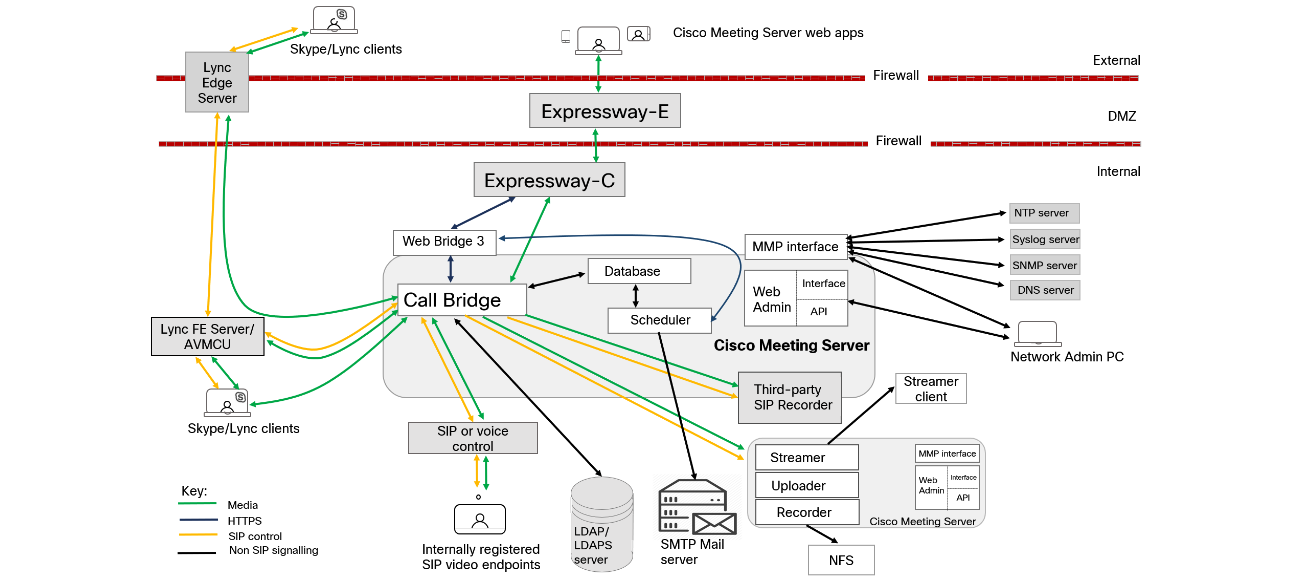 Skype/Lync clients
Cisco Meeting Server web apps
External
Firewall
Lync
Edge
Server
Expressway-E
DMZ
Firewall
Internal
Expressway-C
Web Bridge 3
MMP interface
NTP server
Syslog server
SNMP server
DNS server
Database
Call Bridge
Scheduler
Web
Admin
Interface
API
Cisco Meeting Server
Network Admin PC
Lync FE Server/
AVMCU
Skype/Lync clients
Third-party
SIP Recorder
Streamer
client
SIP or voice
control
Streamer
Uploader
Recorder
MMP interface
Web
Admin
Interface
API
Cisco Meeting Server
NFS
Key:
Media
HTTPS
SIP control
Non SIP signalling
Internally registered
SIP video endpoints
LDAP/
LDAPS
server
SMTP Mail
server
S
S